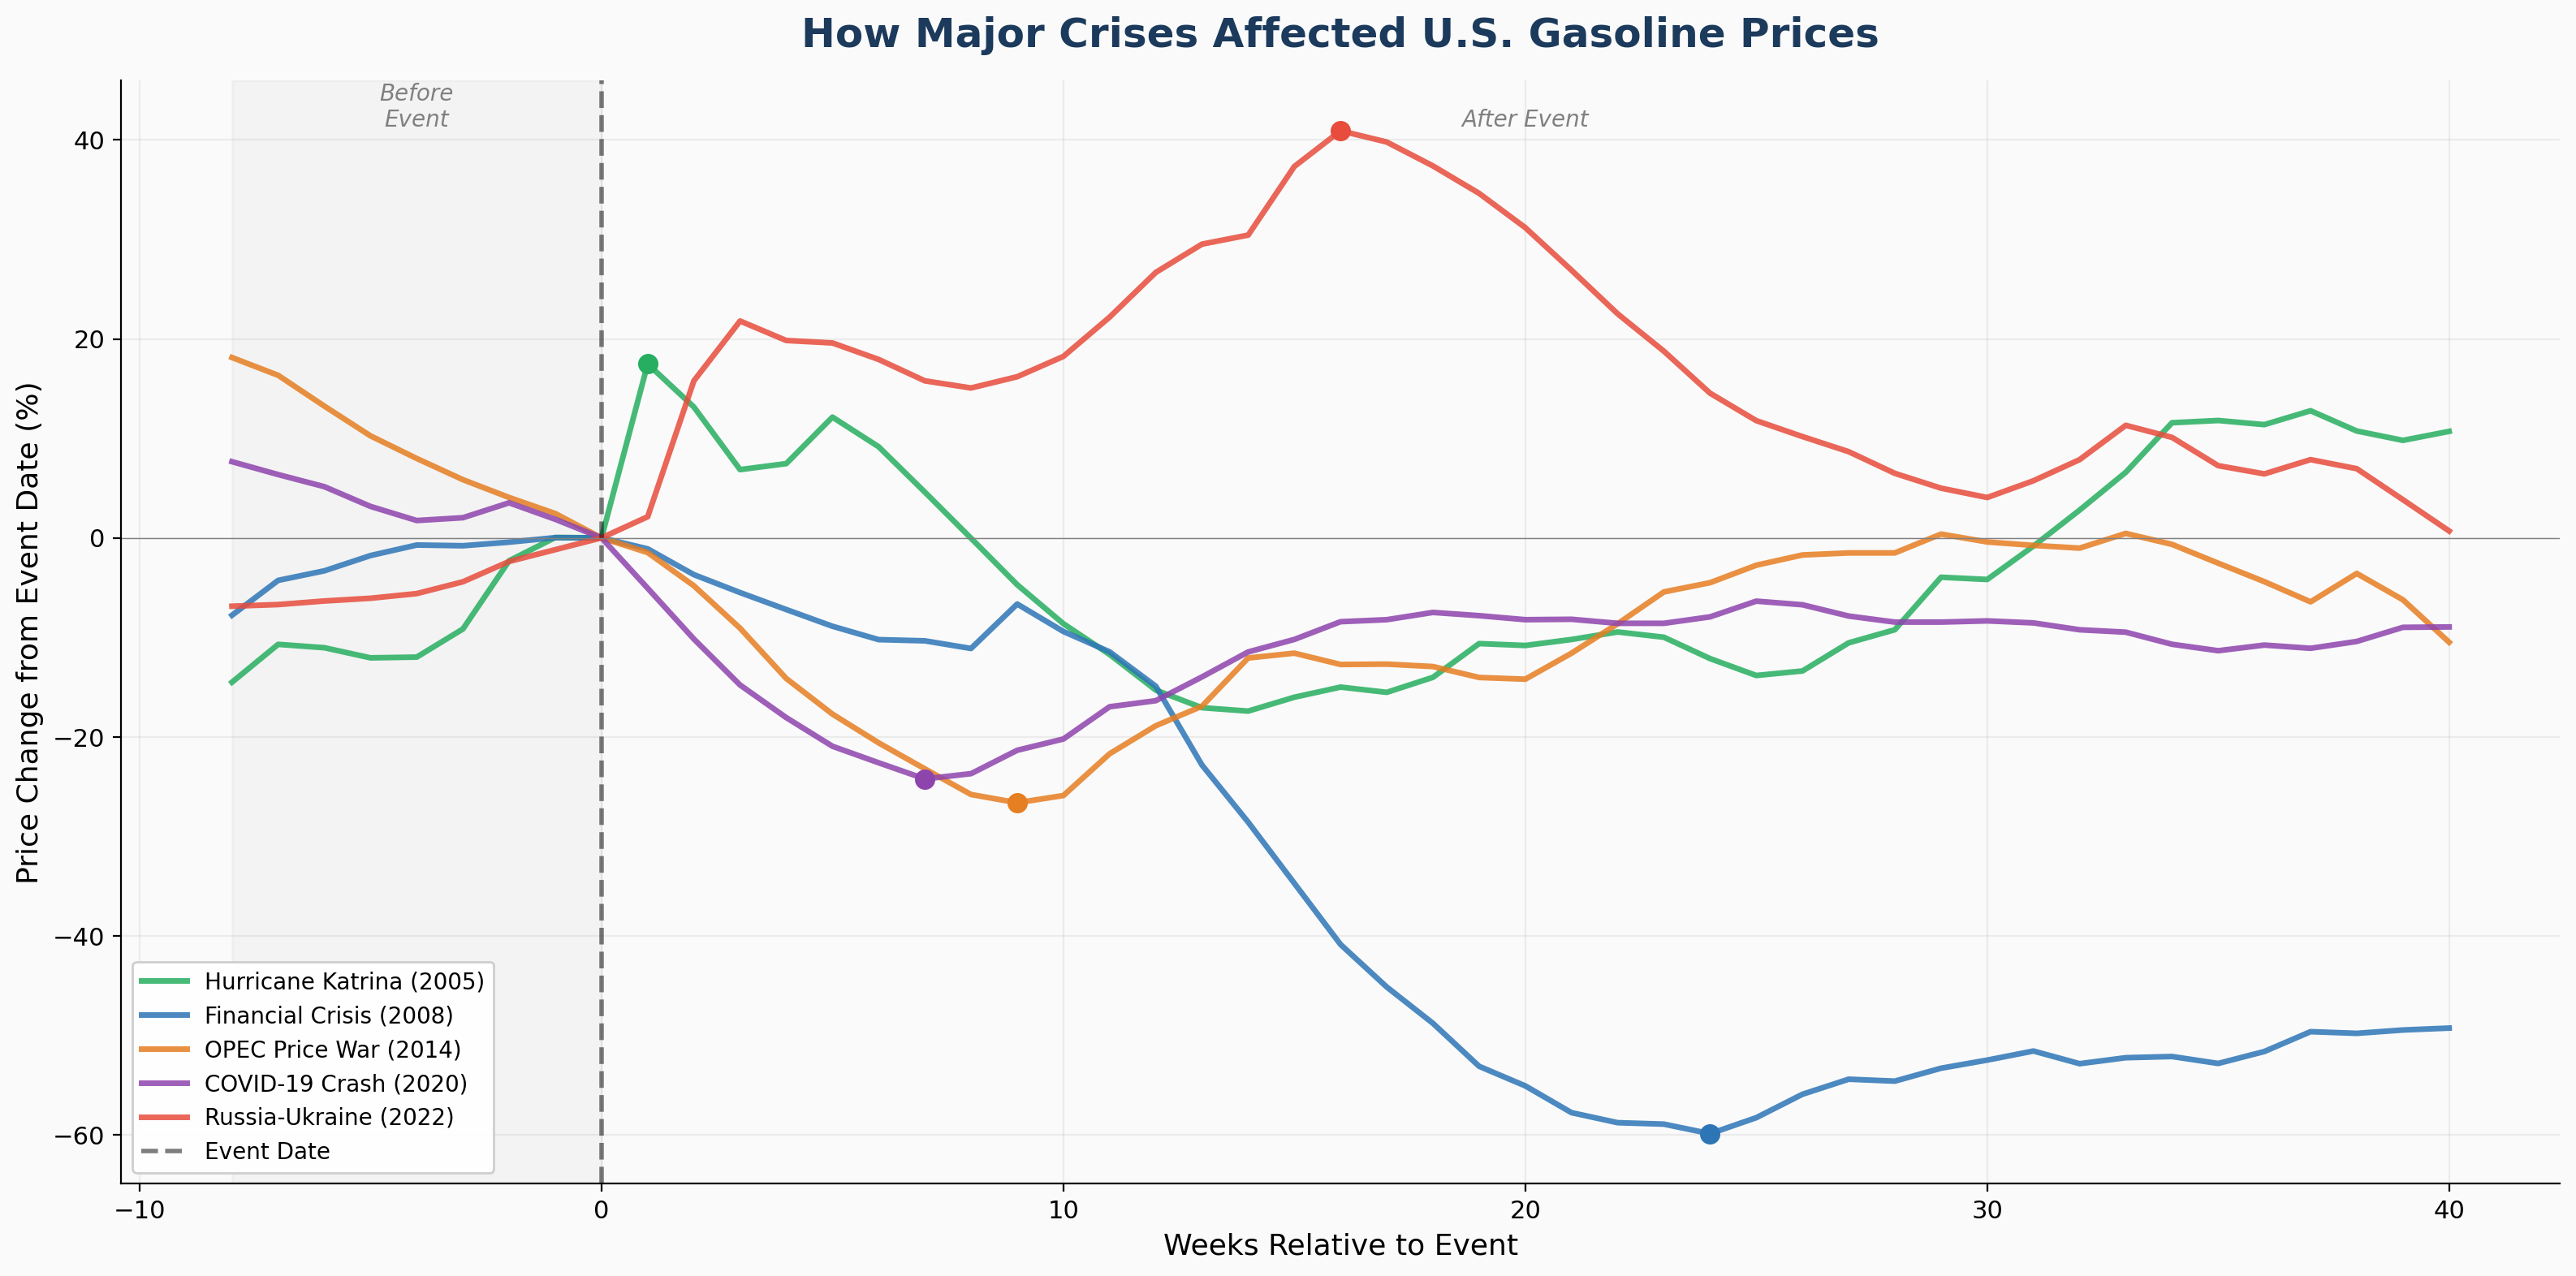 How Major Crises Affected U.S. Gasoline Prices
Before
Event
After Event
Price Change from Event Date (%)
40
20
0
−20
−40
−60
Hurricane Katrina (2005)
Financial Crisis (2008)
OPEC Price War (2014)
COVID-19 Crash (2020)
Russia-Ukraine (2022)
Event Date
−10
0
10
20
30
40
Weeks Relative to Event